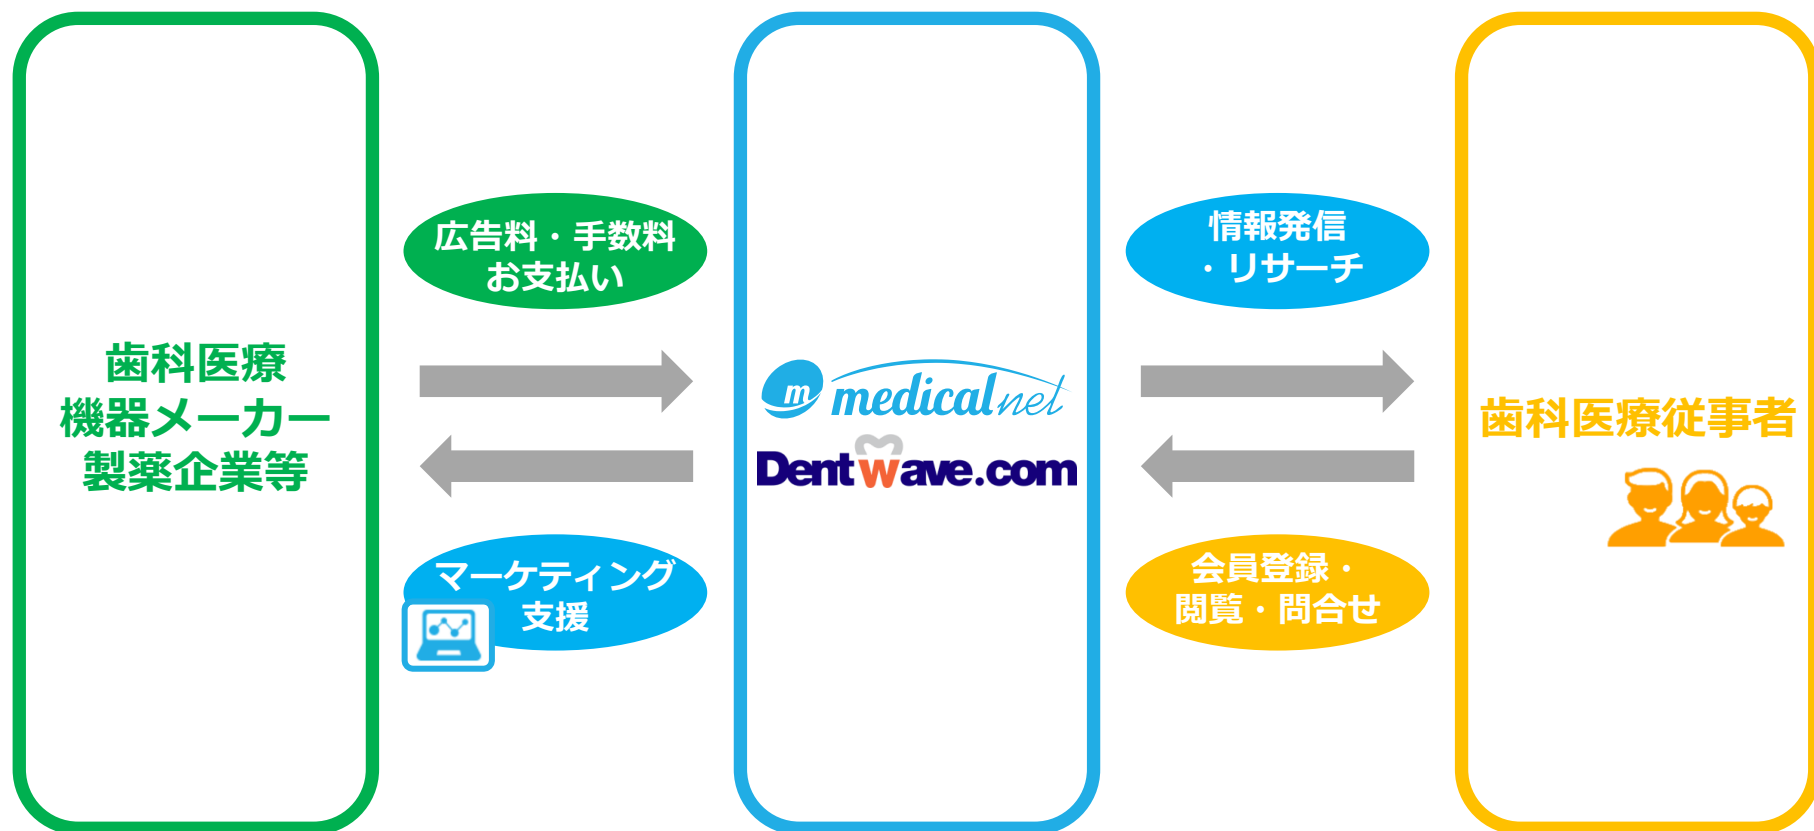 歯科医療
機器メーカー
製薬企業等
広告料・手数料
お支払い
マーケティング
支援
m medicalnet
Dentwave.com
情報発信
・リサーチ
会員登録・
閲覧・問合せ
歯科医療従事者